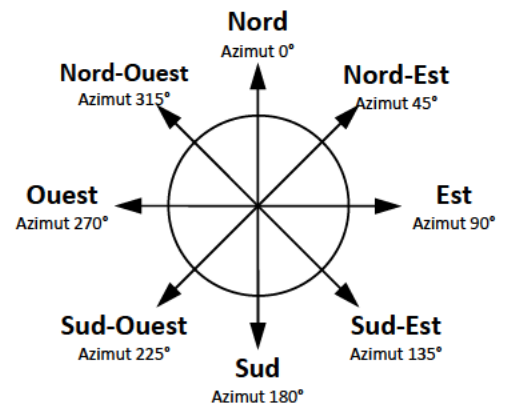 Nord
Azimut 0°
Nord-Ouest
Azimut 315°
Nord-Est
Azimut 45°
Ouest
Azimut 270°
Est
Azimut 90°
Sud-Ouest
Azimut 225°
Sud-Est
Azimut 135°
Sud
Azimut 180°